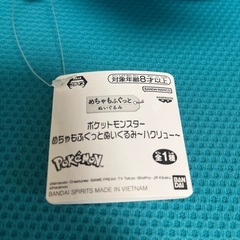 対象年齢8才以上
めちゃもふぐっと
ぬいぐるみ
ポケットモンスター
めちゃもふぐっとぬいぐるみ~ハクリュー~
Pokémon
全1種
BANDAI SPIRITS MADE IN VIETNAM
BANDAI